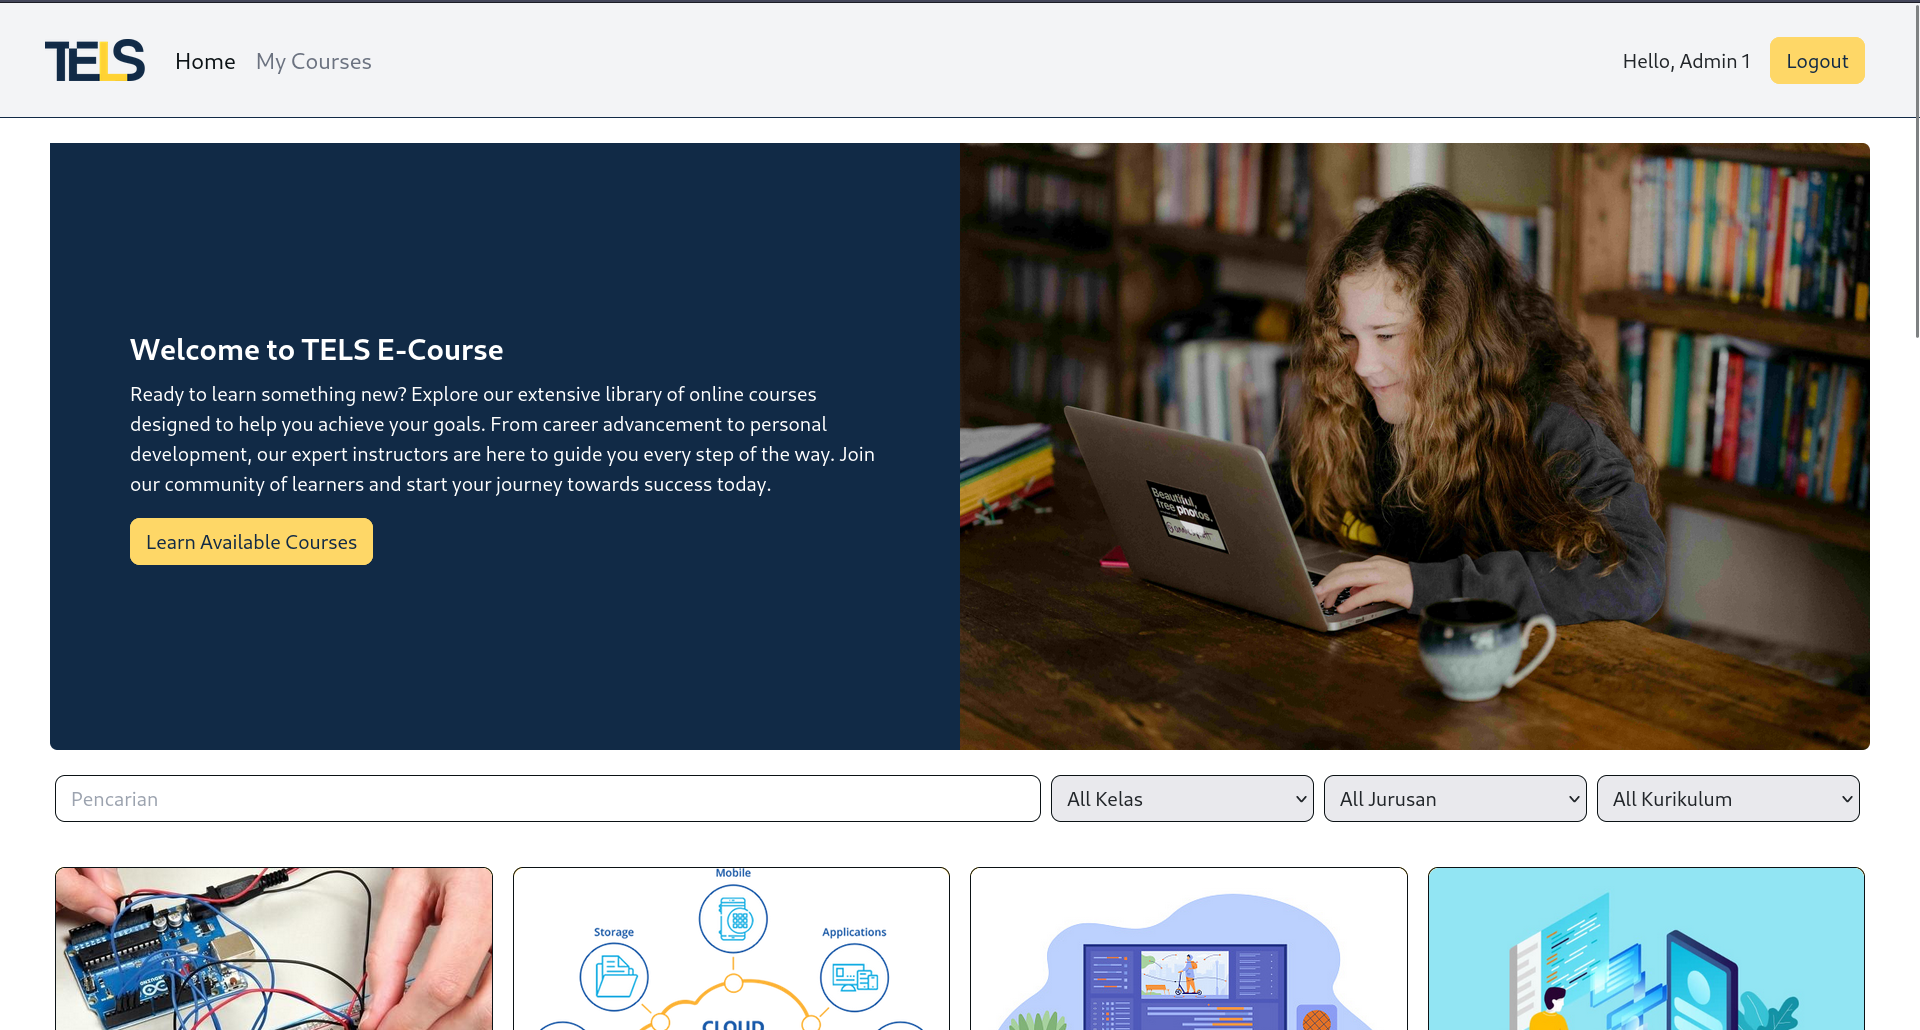 TELS
Home
My Courses
Hello, Admin 1
Logout
Welcome to TELS E-Course
Ready to learn something new? Explore our extensive library of online courses
designed to help you achieve your goals. From career advancement to personal
development, our expert instructors are here to guide you every step of the way. Join
our community of learners and start your journey towards success today.
Learn Available Courses
Beautiful,
free photos.
Pencarian
All Kelas
All Jurusan
All Kurikulum
Mobile
Storage
Applications
CLOUD